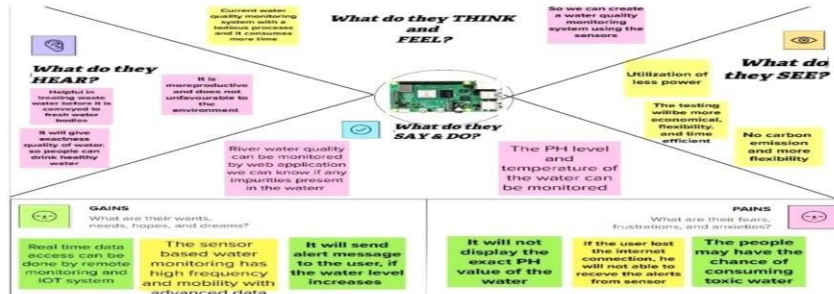 Current water
quality monitoring
system with a
tedious processs and
and it consumes
more time
What do they THINK
and
FEEL?
So we can create
a water quality
monitoring
system using the
sensors
What do they
HEAR?
Helpful in
treating waste
water before it is
conveyed to
fresh water
bodies
It will give
exactness
quality of water. so
people can
drink healthy
water
It is
moreproductive
and does not
unfavourable to
the
environment
What do
they SEE?
Utilization of
less power
The testing
willbe more
economical,
flexibility. and
time
efficient
No carbon
emission
and more
flexibility
What do they
SAY & DO?
River water quality
can be monitored
by web application
we can know if any
impurities present
in the waterr
The PH level
and
temperature of
the water can
be monitored
GAINS
What are their wants,
needs, hopes, and dreams?
Real time data
access can be
done by remote
monitoring and
IOT system
The sensor
based water
monitoring has
high frequency
and mobility with
advanced data
It will send
alert message
to the user, if
the water level
increases
PAINS
What are their fears,
frustrations, and anxieties?
It will not
display the
exact PH
value of the
water
If the user lost
the internet
connection, he
will not able to
receve the alerts
from sensor
The people
may have the
chance of
consuming
toxic water